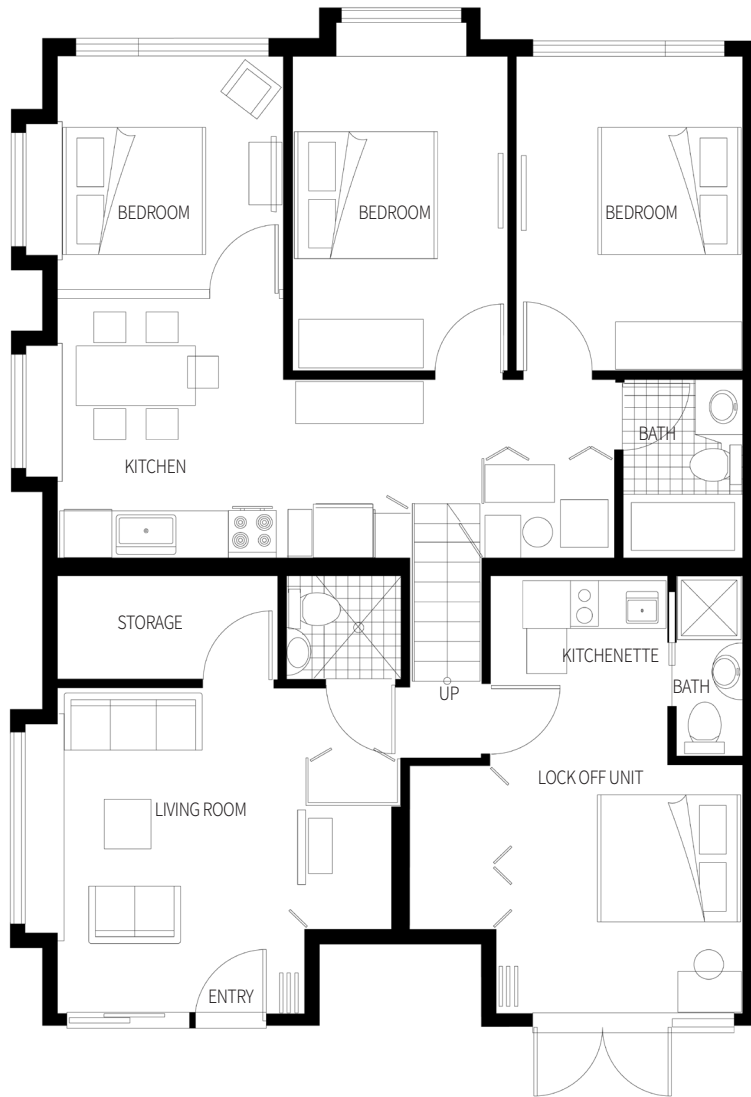 BEDROOM
BEDROOM
BEDROOM
KITCHEN
BATH
STORAGE
KITCHENETTE
UP
BATH
LOCK OFF UNIT
LIVING ROOM
ENTRY